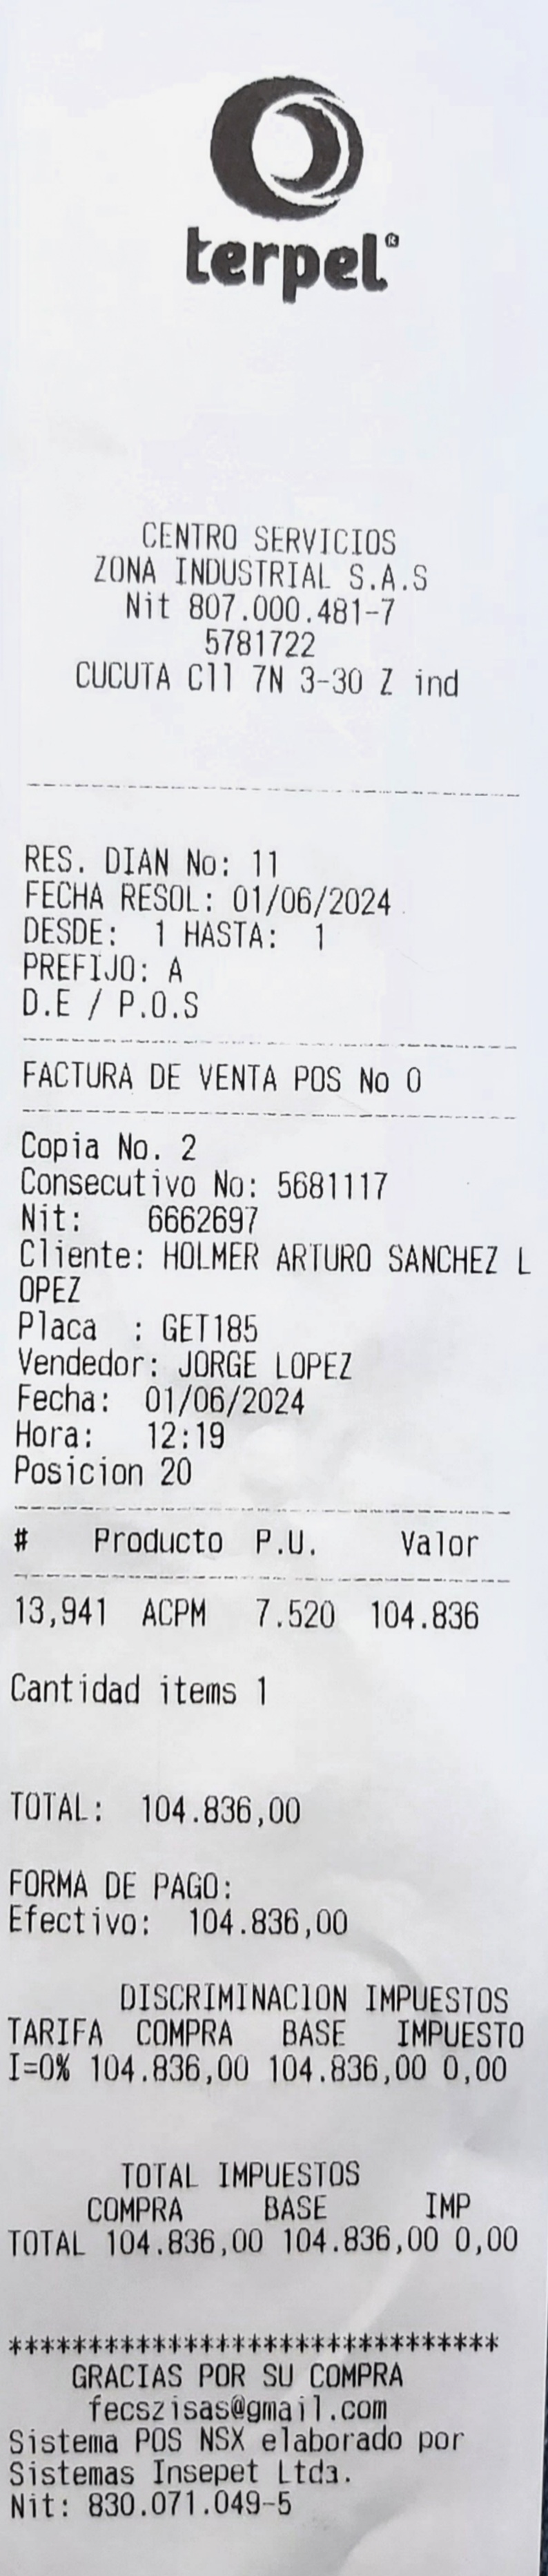 terpel®
CENTRO SERVICIOS
ZONA INDUSTRIAL S.A.S
Nit 807.000.481-7
5781722
CUCUTA Cll 7N 3-30 Z ind
RES. DIAN No: 11
FECHA RESOL: 01/06/2024
DESDE: 1 HASTA: 1
PREFIJO: A
D.E / P.O.S
FACTURA DE VENTA POS No 0
Copia No. 2
Consecutivo No: 5681117
Nit: 6662697
Cliente: HOLMER ARTURO SANCHEZ L
OPEZ
Placa : GET185
Vendedor: JORGE LOPEZ
Fecha: 01/06/2024
Hora: 12:19
Posicion 20
# Producto P.U. Valor
13,941 ACPM 7.520 104.836
Cantidad items 1
TOTAL: 104.836,00
FORMA DE PAGO:
Efectivo: 104.836,00
DISCRIMINACION IMPUESTOS
TARIFA COMPRA BASE IMPUESTO
I=0% 104.836,00 104.836,00 0,00
TOTAL IMPUESTOS
COMPRA BASE IMP
TOTAL 104.836,00 104.836,00 0,00
*******************************
GRACIAS POR SU COMPRA
fecszisas@gmail.com
Sistema POS NSX elaborado por
Sistemas Insepet Ltda.
Nit: 830.071.049-5